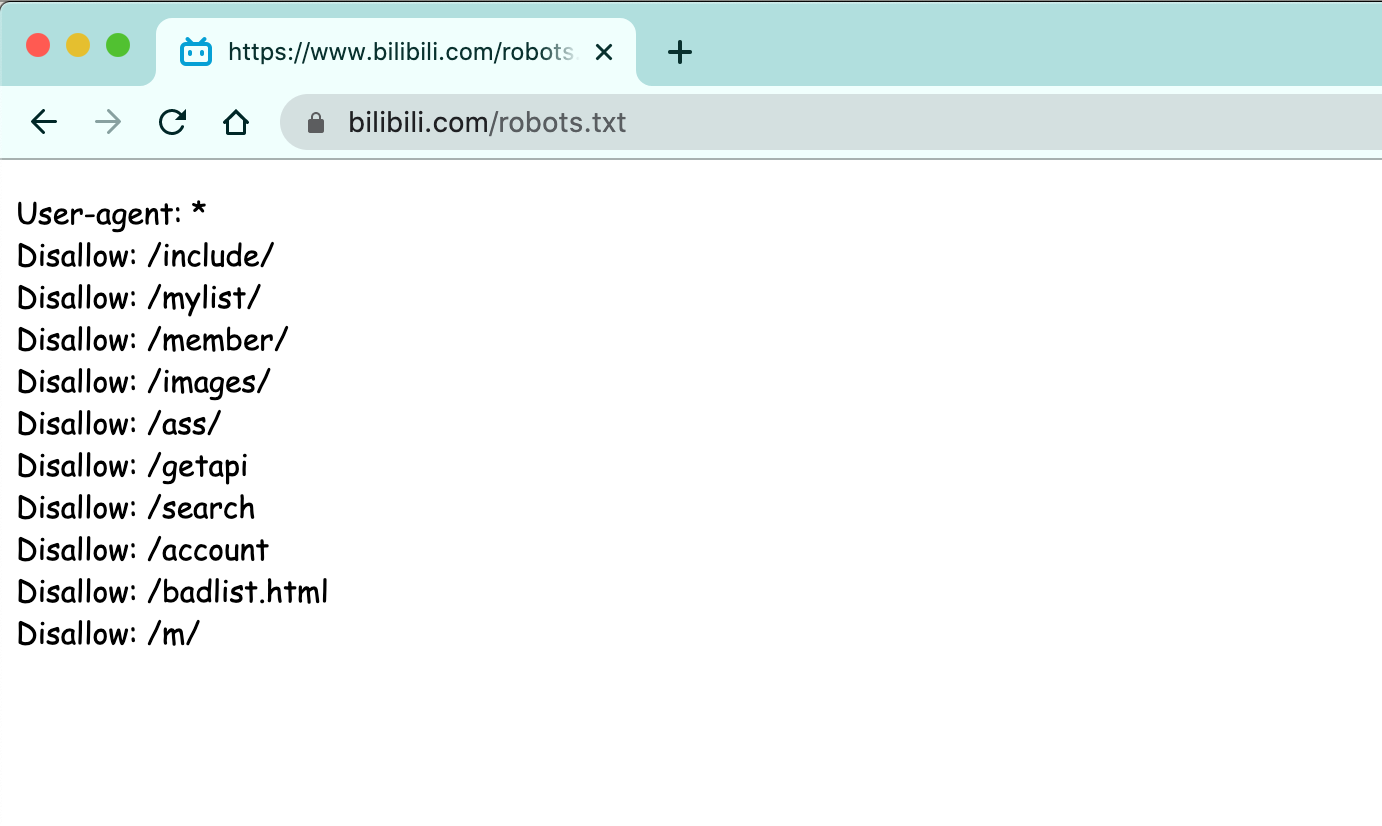 https://www.bilibili.com/robots.
bilibili.com/robots.txt
User-agent: *
Disallow: /include/
Disallow: /mylist/
Disallow: /member/
Disallow: /images/
Disallow: /ass/
Disallow: /getapi
Disallow: /search
Disallow: /account
Disallow: /badlist.html
Disallow: /m/